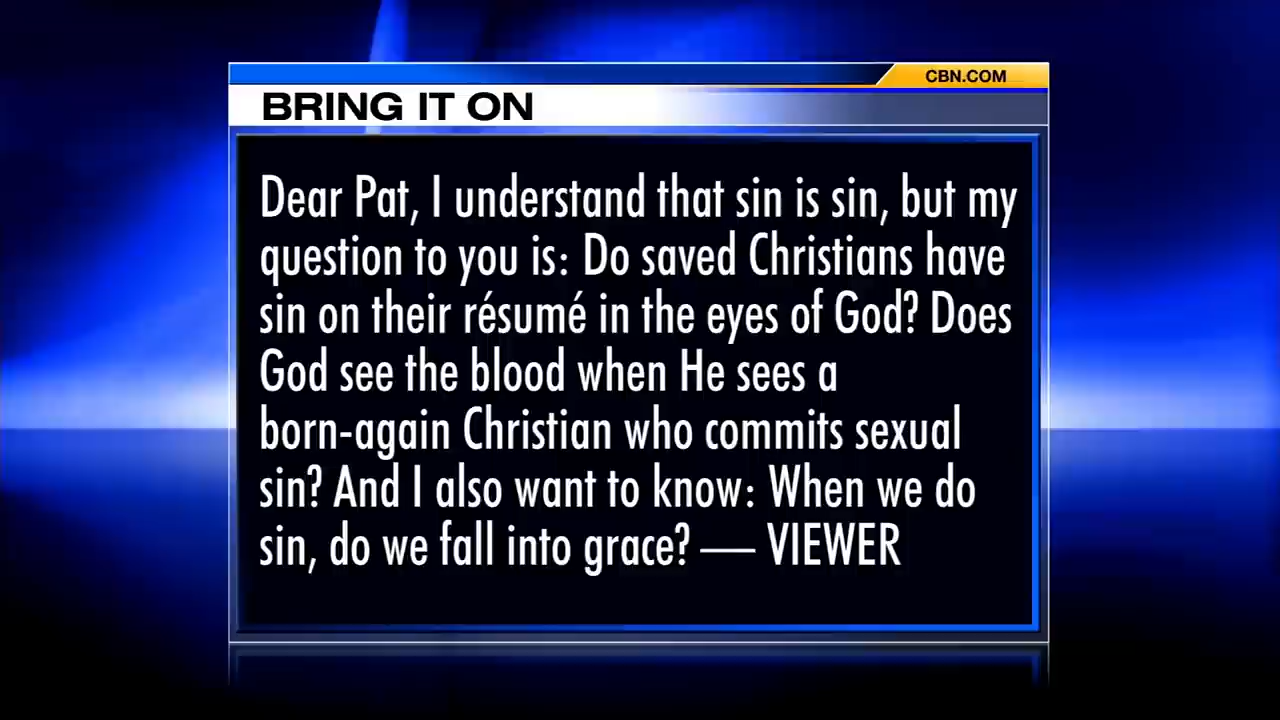 CBN.COM
BRING IT ON
Dear Pat, I understand that sin is sin, but my
question to you is: Do saved Christians have
sin on their résumé in the eyes of God? Does
God see the blood when He sees a
born-again Christian who commits sexual
sin? And I also want to know: When we do
sin, do we fall into grace? — VIEWER